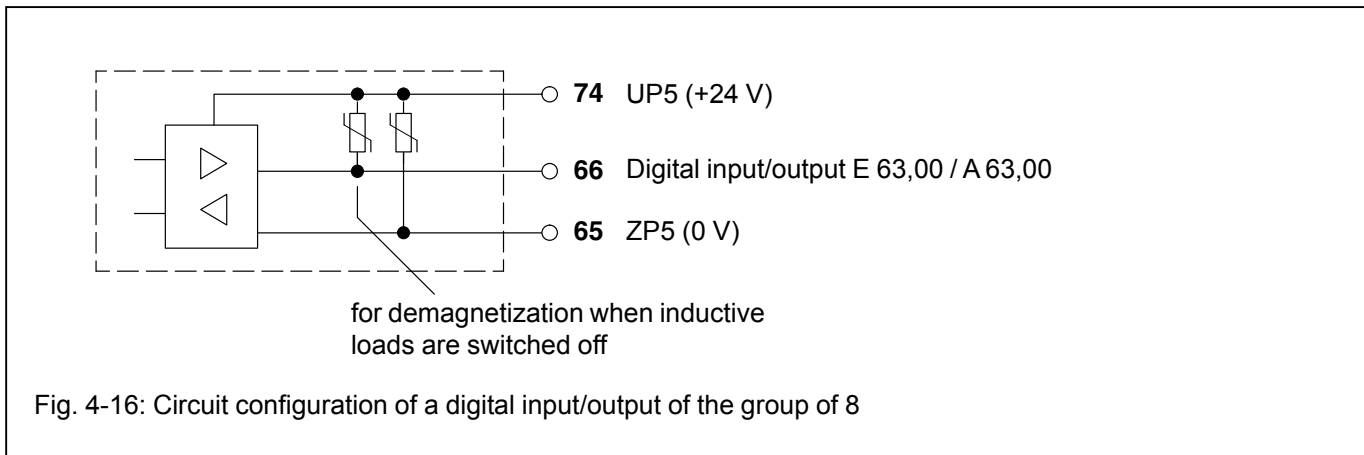 74 UP5 (+24 V)
66 Digital input/output E 63,00 / A 63,00
65 ZP5 (0 V)
for demagnetization when inductive
loads are switched off
Fig. 4-16: Circuit configuration of a digital input/output of the group of 8